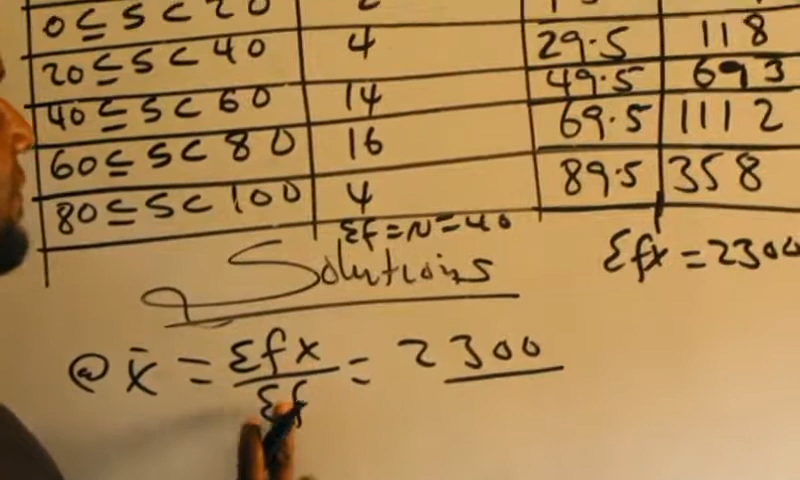 0 ≤ S < 20 2
20 ≤ S < 40 4 29.5 118
40 ≤ S < 60 14 49.5 693
60 ≤ S < 80 16 69.5 1112
80 ≤ S < 100 4 89.5 358
Σf = N = 40
Σfx = 2300
Solutions
@ x̄ = Σfx / Σf = 2300